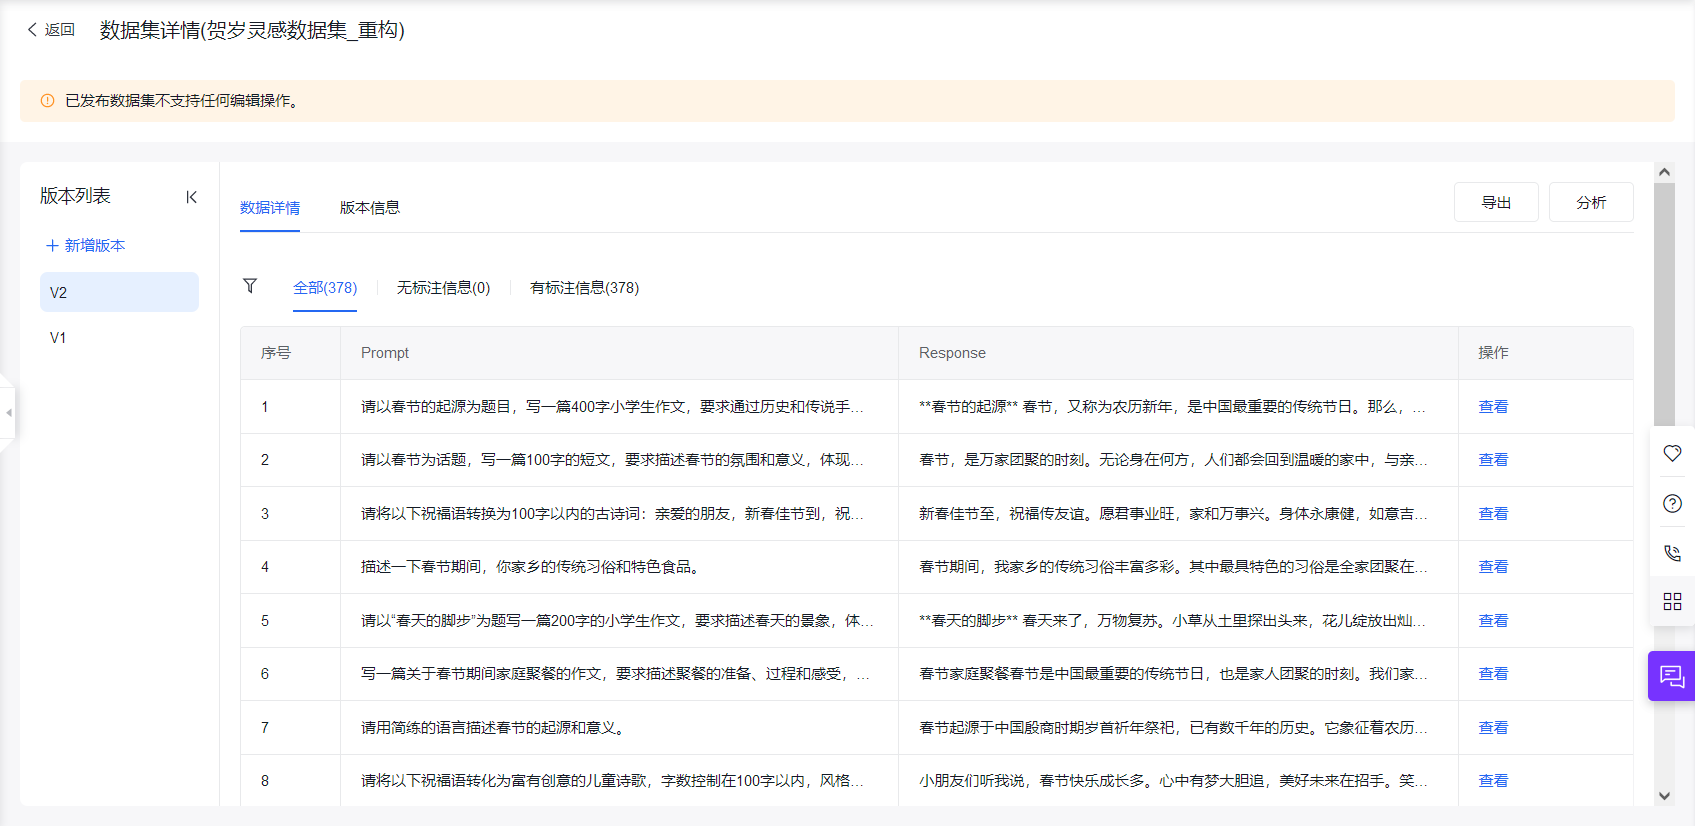 返回 数据集详情(贺岁灵感数据集_重构)
已发布数据集不支持任何编辑操作。
版本列表
新增版本
V2
V1
数据详情 版本信息 导出 分析
全部(378) 无标注信息(0) 有标注信息(378)
序号 Prompt Response 操作
1 请以春节的起源为题目，写一篇400字小学生作文，要求通过历史和传说手... **春节的起源** 春节，又称为农历新年，是中国最重要的传统节日。那么，... 查看
2 请以春节为话题，写一篇100字的短文，要求描述春节的氛围和意义，体现... 春节，是万家团聚的时刻。无论身在何方，人们都会回到温暖的家中，与亲... 查看
3 请将以下祝福语转换为100字以内的古诗词：亲爱的朋友，新春佳节到，祝... 新春佳节至，祝福传友谊。愿君事业旺，家和万事兴。身体永康健，如意吉... 查看
4 描述一下春节期间，你家乡的传统习俗和特色食品。 春节期间，我家乡的传统习俗丰富多彩。其中最具特色的习俗是全家团聚在... 查看
5 请以“春天的脚步”为题写一篇200字的小学生作文，要求描述春天的景象，体... **春天的脚步** 春天来了，万物复苏。小草从土里探出头来，花儿绽放出灿... 查看
6 写一篇关于春节期间家庭聚餐的作文，要求描述聚餐的准备、过程和感受，... 春节家庭聚餐春节是中国最重要的传统节日，也是家人团聚的时刻。我们家... 查看
7 请用简练的语言描述春节的起源和意义。 春节起源于中国殷商时期岁首祈年祭祀，已有数千年的历史。它象征着农历... 查看
8 请将以下祝福语转化为富有创意的儿童诗歌，字数控制在100字以内，风格... 小朋友们听我说，春节快乐成长多。心中有梦大胆追，美好未来在招手。笑... 查看